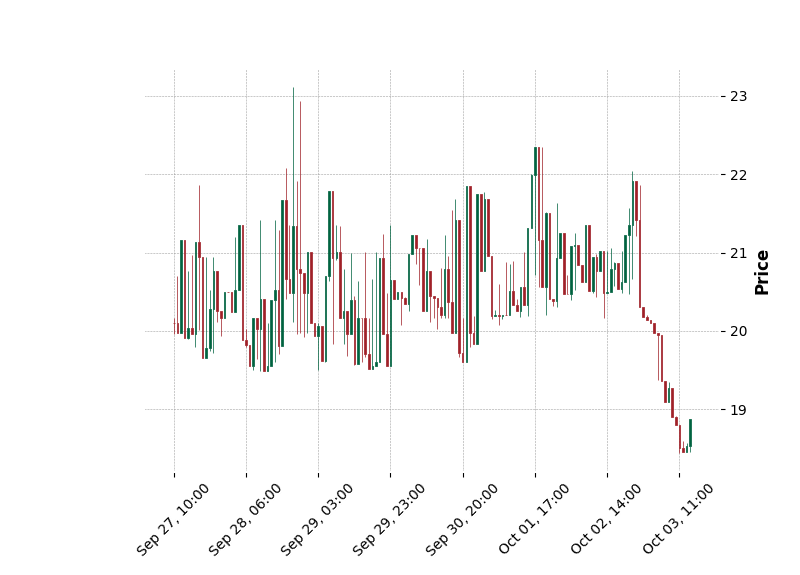 23
22
21
20
19
Price
Sep 27, 10:00
Sep 28, 06:00
Sep 29, 03:00
Sep 29, 23:00
Sep 30, 20:00
Oct 01, 17:00
Oct 02, 14:00
Oct 03, 11:00